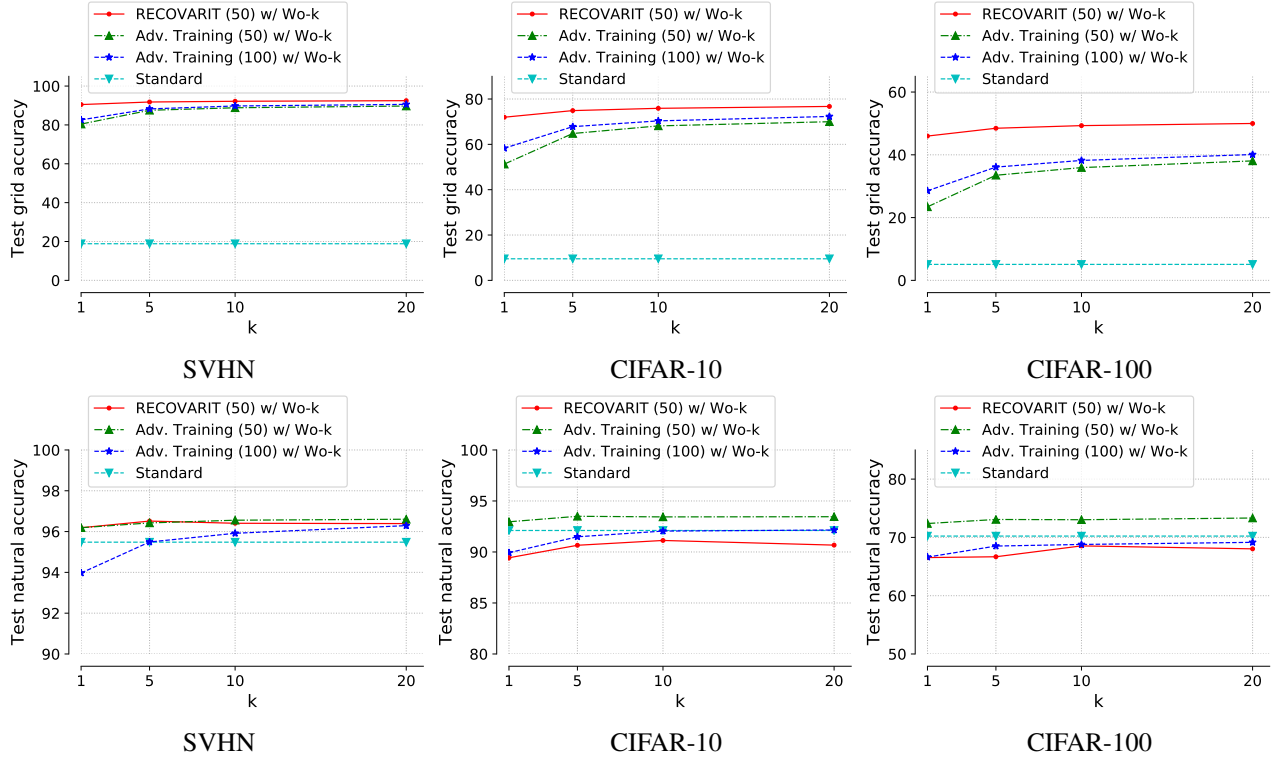 RECOVARIT (50) w/ Wo-k
Adv. Training (50) w/ Wo-k
Adv. Training (100) w/ Wo-k
Standard
100
80
60
40
20
0
Test grid accuracy
1 5 10 20
k
SVHN
RECOVARIT (50) w/ Wo-k
Adv. Training (50) w/ Wo-k
Adv. Training (100) w/ Wo-k
Standard
80
60
40
20
0
Test grid accuracy
1 5 10 20
k
CIFAR-10
RECOVARIT (50) w/ Wo-k
Adv. Training (50) w/ Wo-k
Adv. Training (100) w/ Wo-k
Standard
60
40
20
0
Test grid accuracy
1 5 10 20
k
CIFAR-100
RECOVARIT (50) w/ Wo-k
Adv. Training (50) w/ Wo-k
Adv. Training (100) w/ Wo-k
Standard
100
98
96
94
92
90
Test natural accuracy
1 5 10 20
k
SVHN
RECOVARIT (50) w/ Wo-k
Adv. Training (50) w/ Wo-k
Adv. Training (100) w/ Wo-k
Standard
100
95
90
85
80
Test natural accuracy
1 5 10 20
k
CIFAR-10
RECOVARIT (50) w/ Wo-k
Adv. Training (50) w/ Wo-k
Adv. Training (100) w/ Wo-k
Standard
80
70
60
50
Test natural accuracy
1 5 10 20
k
CIFAR-100